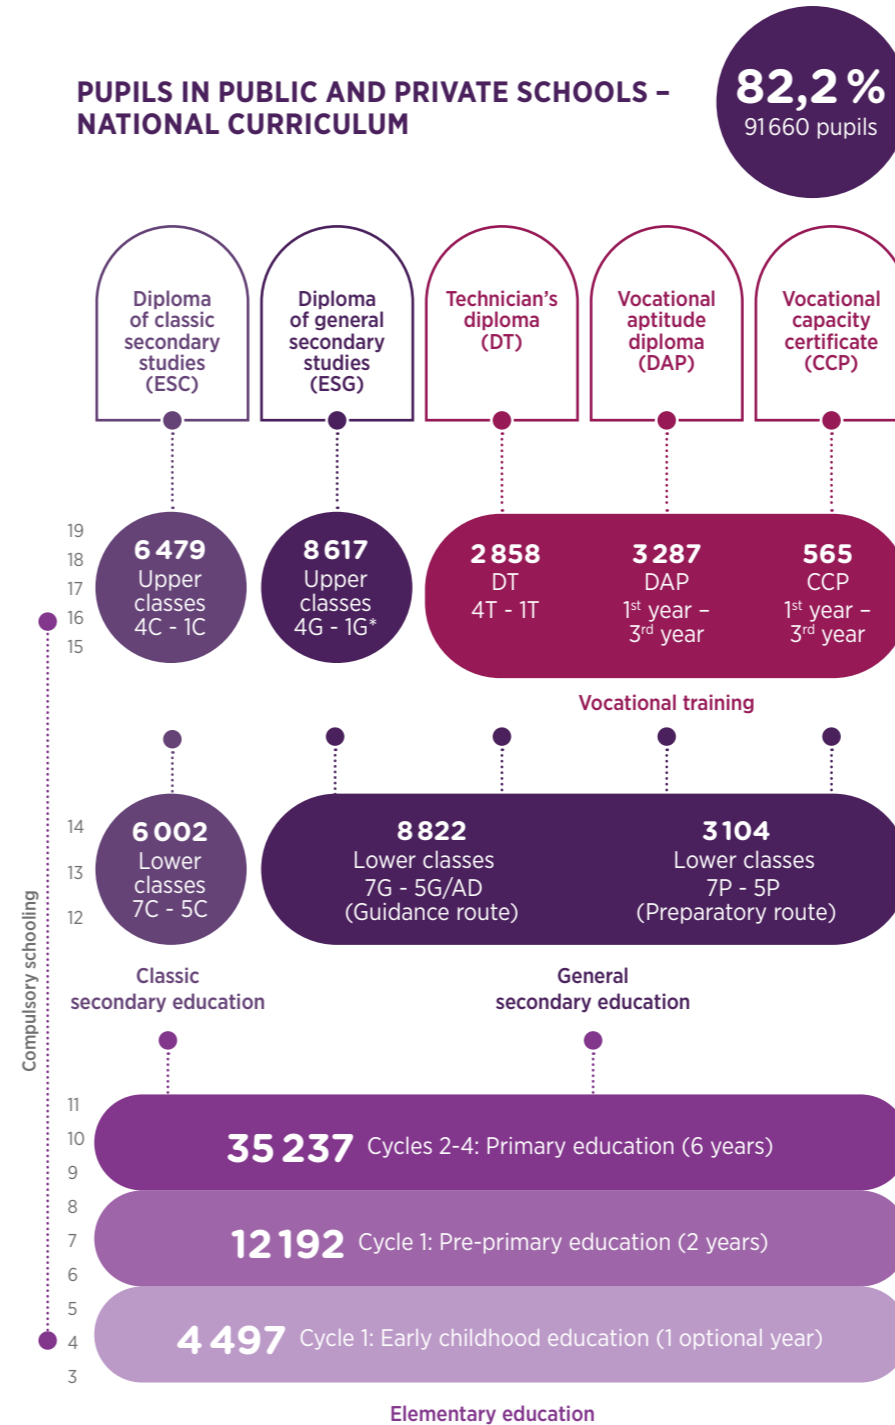 PUPILS IN PUBLIC AND PRIVATE SCHOOLS –
NATIONAL CURRICULUM
82,2 %
91 660 pupils
Diploma
of classic
secondary
studies
(ESC)
Diploma
of general
secondary
studies
(ESG)
Technician's
diploma
(DT)
Vocational
aptitude
diploma
(DAP)
Vocational
capacity
certificate
(CCP)
19
18
17
16
15
6 479
Upper
classes
4C - 1C
8 617
Upper
classes
4G - 1G*
2 858
DT
4T - 1T
3 287
DAP
1st year –
3rd year
565
CCP
1st year –
3rd year
Vocational training
14
13
12
6 002
Lower
classes
7C - 5C
8 822
Lower classes
7G - 5G/AD
(Guidance route)
3 104
Lower classes
7P - 5P
(Preparatory route)
Compulsory schooling
Classic
secondary education
General
secondary education
11
10
9
8
7
6
5
4
3
35 237 Cycles 2-4: Primary education (6 years)
12 192 Cycle 1: Pre-primary education (2 years)
4 497 Cycle 1: Early childhood education (1 optional year)
Elementary education